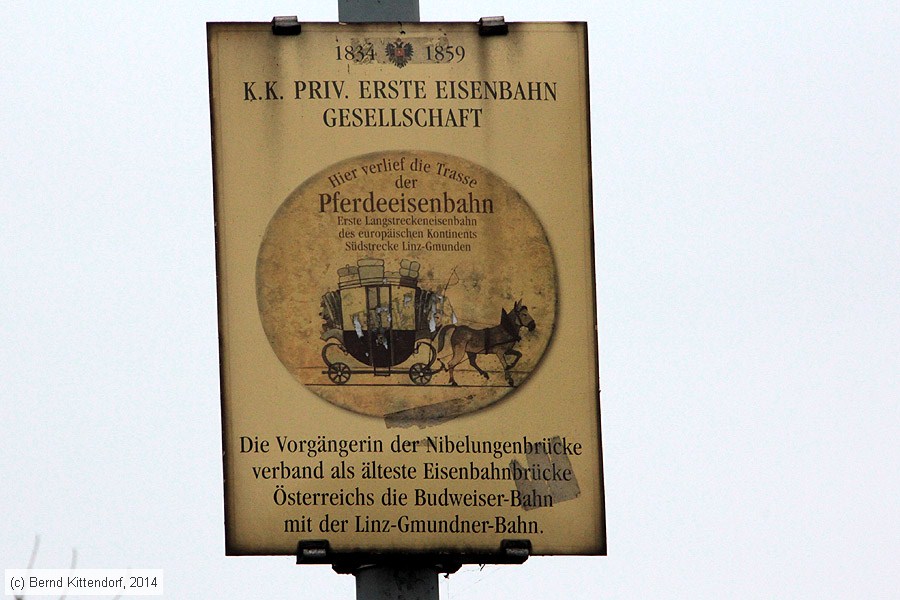 1834 1859
K.K. PRIV. ERSTE EISENBAHN
GESELLSCHAFT
Hier verlief die Trasse
der
Pferdeeisenbahn
Erste Langstreckeneisenbahn
des europäischen Kontinents
Südstrecke Linz-Gmunden
Die Vorgängerin der Nibelungenbrücke
verband als älteste Eisenbahnbrücke
Österreichs die Budweiser-Bahn
mit der Linz-Gmundner-Bahn.
(c) Bernd Kittendorf, 2014